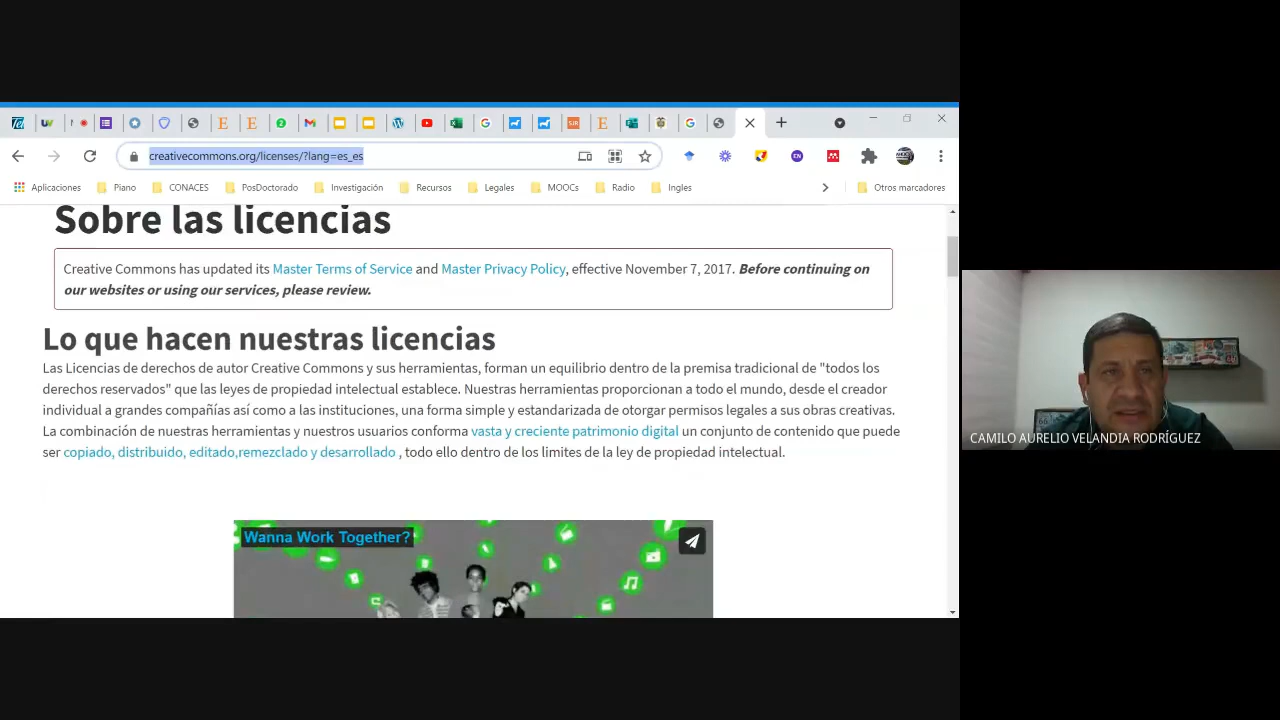 creativecommons.org/licenses/?lang=es_es
Aplicaciones Piano CONACES PosDoctorado Investigación Recursos Legales MOOCs Radio Ingles Otros marcadores
Sobre las licencias
Creative Commons has updated its Master Terms of Service and Master Privacy Policy, effective November 7, 2017. Before continuing on
our websites or using our services, please review.
Lo que hacen nuestras licencias
Las Licencias de derechos de autor Creative Commons y sus herramientas, forman un equilibrio dentro de la premisa tradicional de "todos los
derechos reservados" que las leyes de propiedad intelectual establece. Nuestras herramientas proporcionan a todo el mundo, desde el creador
individual a grandes compañías así como a las instituciones, una forma simple y estandarizada de otorgar permisos legales a sus obras creativas.
La combinación de nuestras herramientas y nuestros usuarios conforma vasta y creciente patrimonio digital un conjunto de contenido que puede
ser copiado, distribuido, editado,remezclado y desarrollado , todo ello dentro de los limites de la ley de propiedad intelectual.
Wanna Work Together?
CAMILO AURELIO VELANDIA RODRÍGUEZ